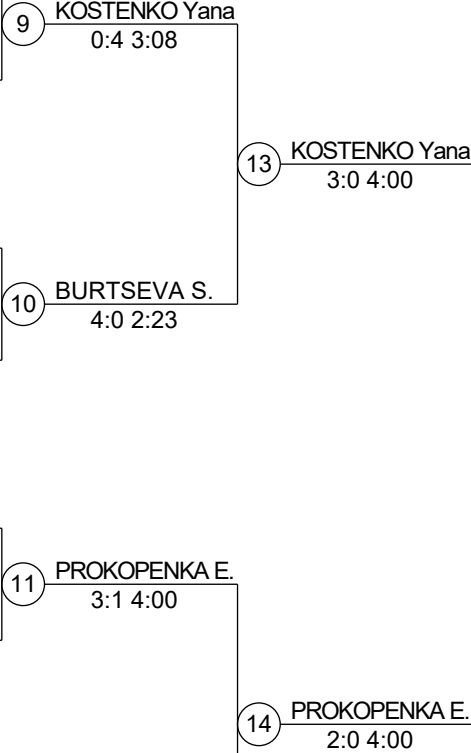 9
KOSTENKO Yana
0:4 3:08
13
KOSTENKO Yana
3:0 4:00
10
BURTSEVA S.
4:0 2:23
11
PROKOPENKA E.
3:1 4:00
14
PROKOPENKA E.
2:0 4:00